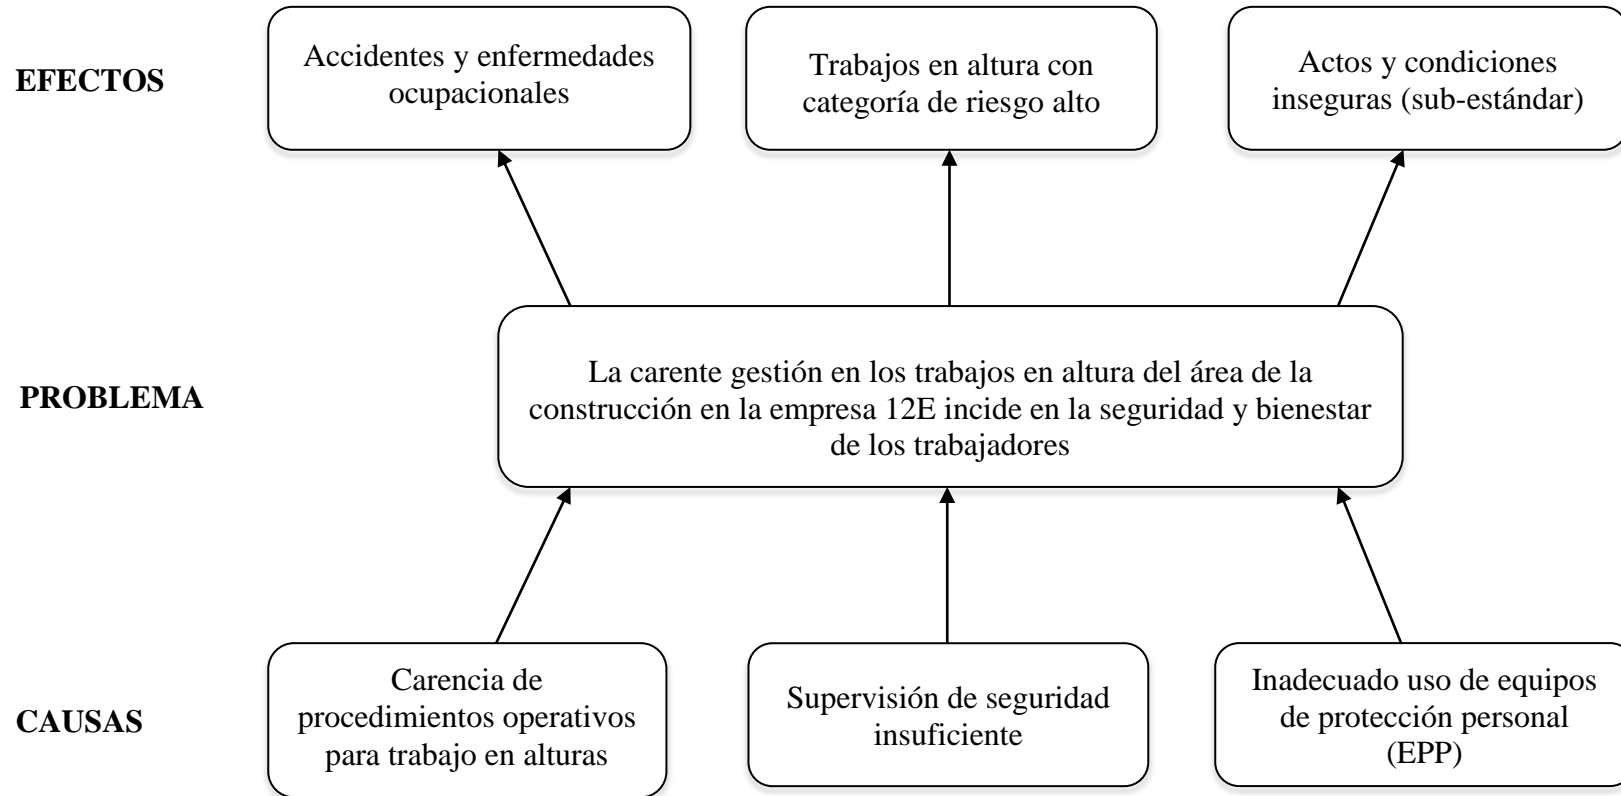 EFECTOS
Accidentes y enfermedades
ocupacionales
Trabajos en altura con
categoría de riesgo alto
Actos y condiciones
inseguras (sub-estándar)
PROBLEMA
La carente gestión en los trabajos en altura del área de la
construcción en la empresa 12E incide en la seguridad y bienestar
de los trabajadores
CAUSAS
Carencia de
procedimientos operativos
para trabajo en alturas
Supervisión de seguridad
insuficiente
Inadecuado uso de equipos
de protección personal
(EPP)